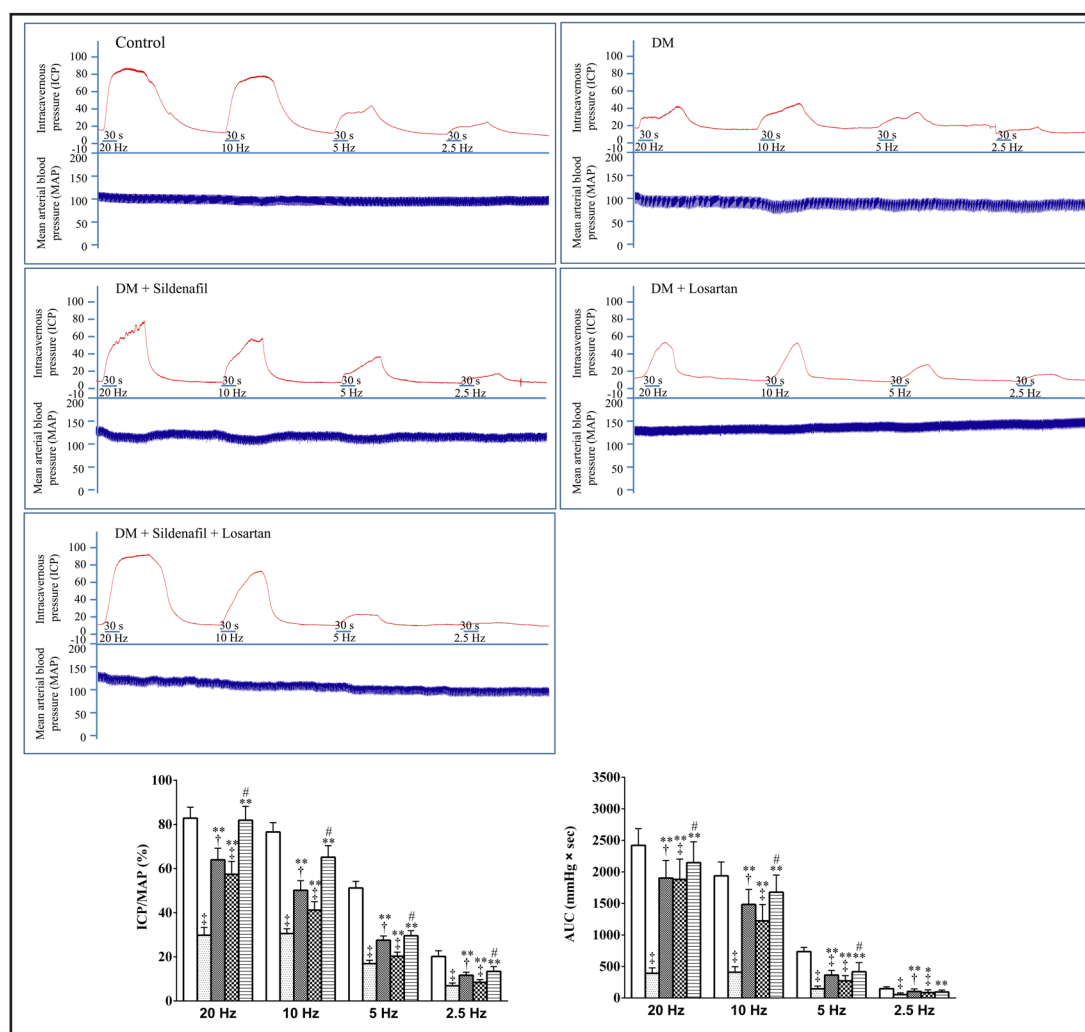 Control
Intracavernous
pressure (ICP)
100
80
60
40
20
0
-10
30 s
20 Hz
30 s
10 Hz
30 s
5 Hz
30 s
2.5 Hz
Mean arterial blood
pressure (MAP)
200
150
100
50
0
DM
Intracavernous
pressure (ICP)
100
80
60
40
20
0
-10
30 s
20 Hz
30 s
10 Hz
30 s
5 Hz
30 s
2.5 Hz
Mean arterial blood
pressure (MAP)
200
150
100
50
0
DM + Sildenafil
Intracavernous
pressure (ICP)
100
80
60
40
20
0
-10
30 s
20 Hz
30 s
10 Hz
30 s
5 Hz
30 s
2.5 Hz
Mean arterial blood
pressure (MAP)
200
150
100
50
0
DM + Losartan
Intracavernous
pressure (ICP)
100
80
60
40
20
0
-10
30 s
20 Hz
30 s
10 Hz
30 s
5 Hz
30 s
2.5 Hz
Mean arterial blood
pressure (MAP)
200
150
100
50
0
DM + Sildenafil + Losartan
Intracavernous
pressure (ICP)
100
80
60
40
20
0
-10
30 s
20 Hz
30 s
10 Hz
30 s
5 Hz
30 s
2.5 Hz
Mean arterial blood
pressure (MAP)
200
150
100
50
0
ICP/MAP (%)
100
80
60
40
20
0
‡
**
†
**
‡
#
**
‡
**
†
**
‡
#
**
‡
**
†
‡
**
‡
#
**
‡
**
†
**
‡
#
**
20 Hz
10 Hz
5 Hz
2.5 Hz
AUC (mmHg × sec)
3500
3000
2500
2000
1500
1000
500
0
‡
**
†
**
‡
#
**
‡
**
†
**
‡
#
**
‡
**
†
‡
**
‡
#
**
‡
**
†
**
20 Hz
10 Hz
5 Hz
2.5 Hz